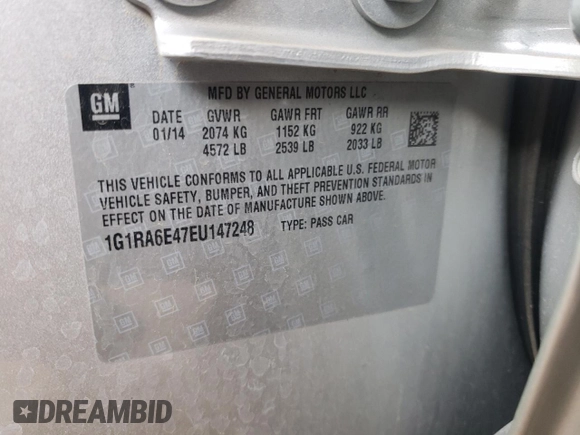 GM
MFD BY GENERAL MOTORS LLC
DATE GVWR GAWR FRT GAWR RR
01/14 2074 KG 1152 KG 922 KG
4572 LB 2539 LB 2033 LB
THIS VEHICLE CONFORMS TO ALL APPLICABLE U.S. FEDERAL MOTOR
VEHICLE SAFETY, BUMPER, AND THEFT PREVENTION STANDARDS IN
EFFECT ON THE DATE OF MANUFACTURE SHOWN ABOVE.
1G1RA6E47EU147248 TYPE: PASS CAR
DREAMBID